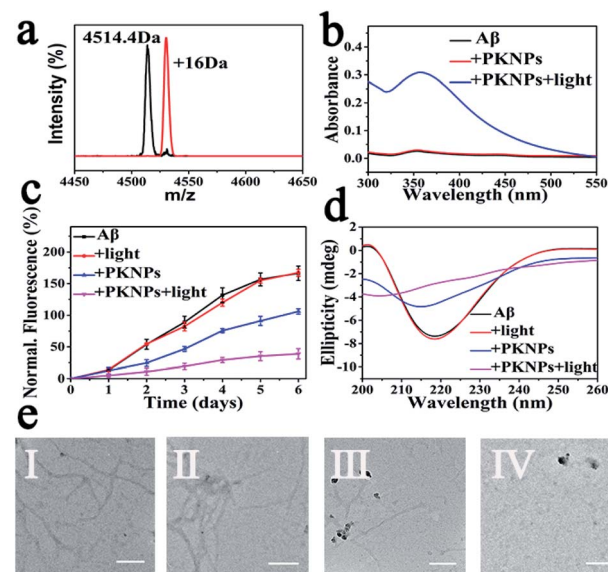 a
4514.4Da
+16Da
Intensity (%)
4450 4500 4550 4600 4650
m/z
b
Aβ
+PKNPs
+PKNPs+light
Absorbance
0.4
0.3
0.2
0.1
0.0
300 350 400 450 500 550
Wavelength (nm)
c
Aβ
+light
+PKNPs
+PKNPs+light
Normal. Fluorescence (%)
150
100
50
0
0 1 2 3 4 5 6
Time (days)
d
Ellipticity (mdeg)
0
-2
-4
-6
-8
-10
Aβ
+light
+PKNPs
+PKNPs+light
200 210 220 230 240 250 260
Wavelength (nm)
e
I
II
III
IV